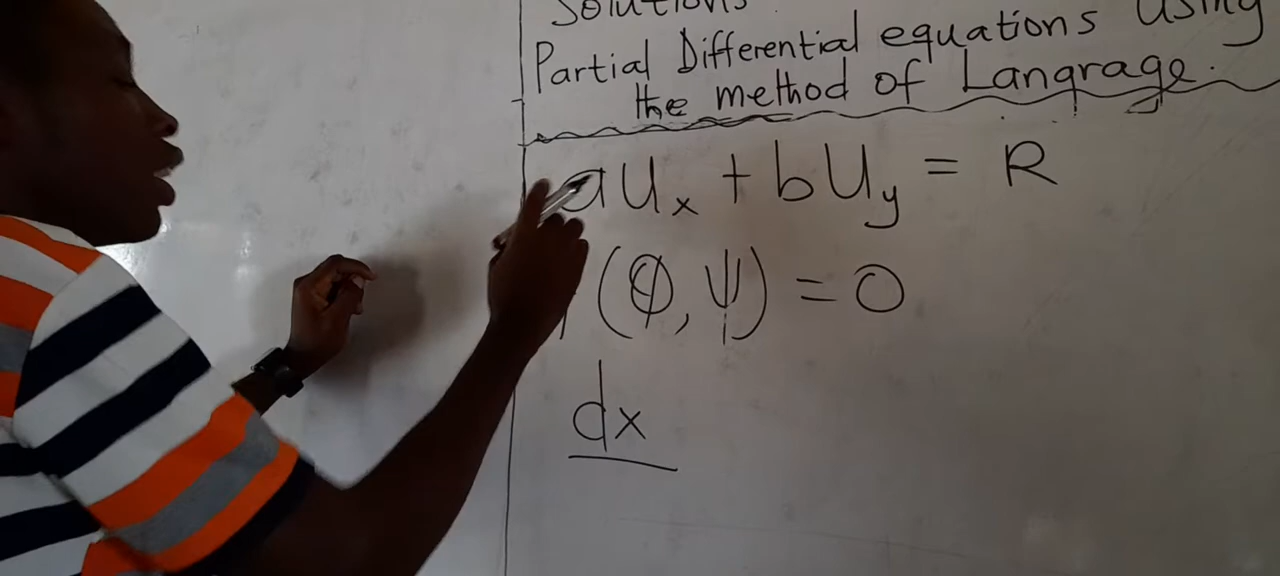 Solutions
Partial Differential equations using
the method of Langrage.
aUx + bUy = R
(Φ, Ψ) = 0
dx